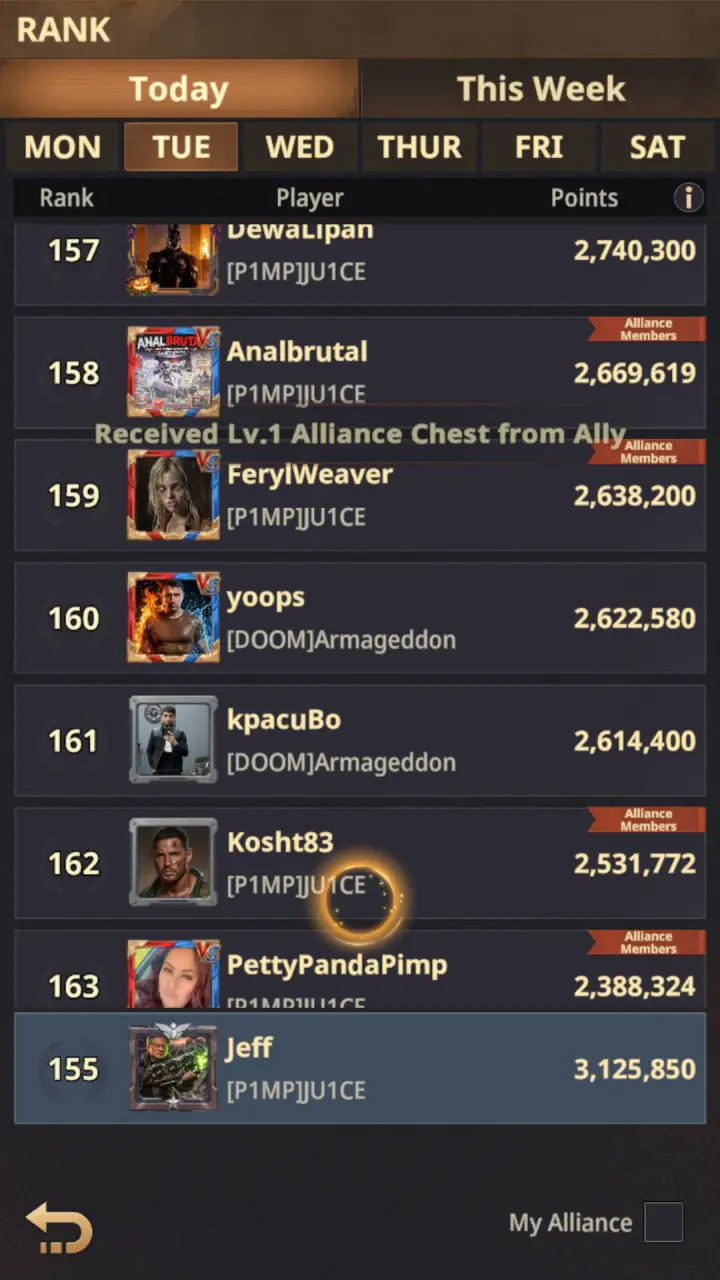 RANK
Today
This Week
MON
TUE
WED
THUR
FRI
SAT
Rank
Player
Points
157
DewaLipan
[P1MP]JU1CE
2,740,300
Alliance
Members
158
Analbrutal
[P1MP]JU1CE
2,669,619
Received Lv.1 Alliance Chest from Ally
Alliance
Members
159
FerylWeaver
[P1MP]JU1CE
2,638,200
160
yoops
[DOOM]Armageddon
2,622,580
161
kpacuBo
[DOOM]Armageddon
2,614,400
Alliance
Members
162
Kosht83
[P1MP]JU1CE
2,531,772
Alliance
Members
163
PettyPandaPimp
[P1MP]JU1CE
2,388,324
155
Jeff
[P1MP]JU1CE
3,125,850
My Alliance